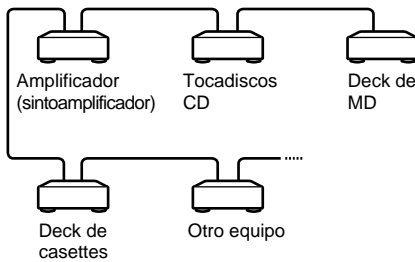 Amplificador
(sintoamplificador)
Tocadiscos
CD
Deck de
MD
Deck de
casettes
Otro equipo